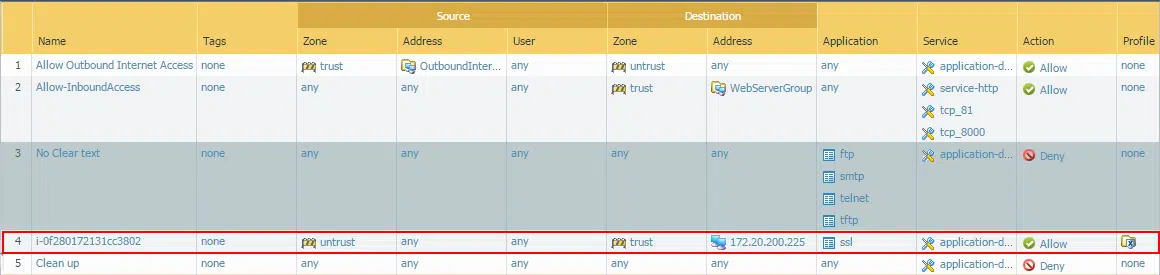 Source Destination
Name Tags Zone Address User Zone Address Application Service Action Profile
1 Allow Outbound Internet Access none trust OutboundInter... any untrust any any application-d... Allow none
2 Allow-InboundAccess none any any any trust WebServerGroup any service-http Allow none
tcp_81
tcp_8000
3 No Clear text none any any any any any ftp application-d... Deny none
smtp
telnet
tftp
4 i-0f280172131cc3802 none untrust any any trust 172.20.200.225 ssl application-d... Allow
5 Clean up none any any any any any any application-d... Deny none